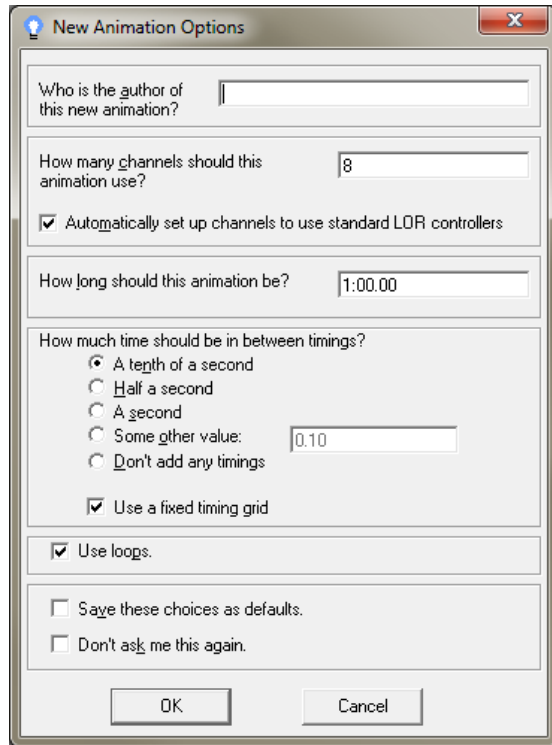 New Animation Options
Who is the author of
this new animation?
How many channels should this
animation use?
8
Automatically set up channels to use standard LOR controllers
How long should this animation be?
1:00.00
How much time should be in between timings?
A tenth of a second
Half a second
A second
Some other value:
0.10
Don't add any timings
Use a fixed timing grid
Use loops.
Save these choices as defaults.
Don't ask me this again.
OK
Cancel